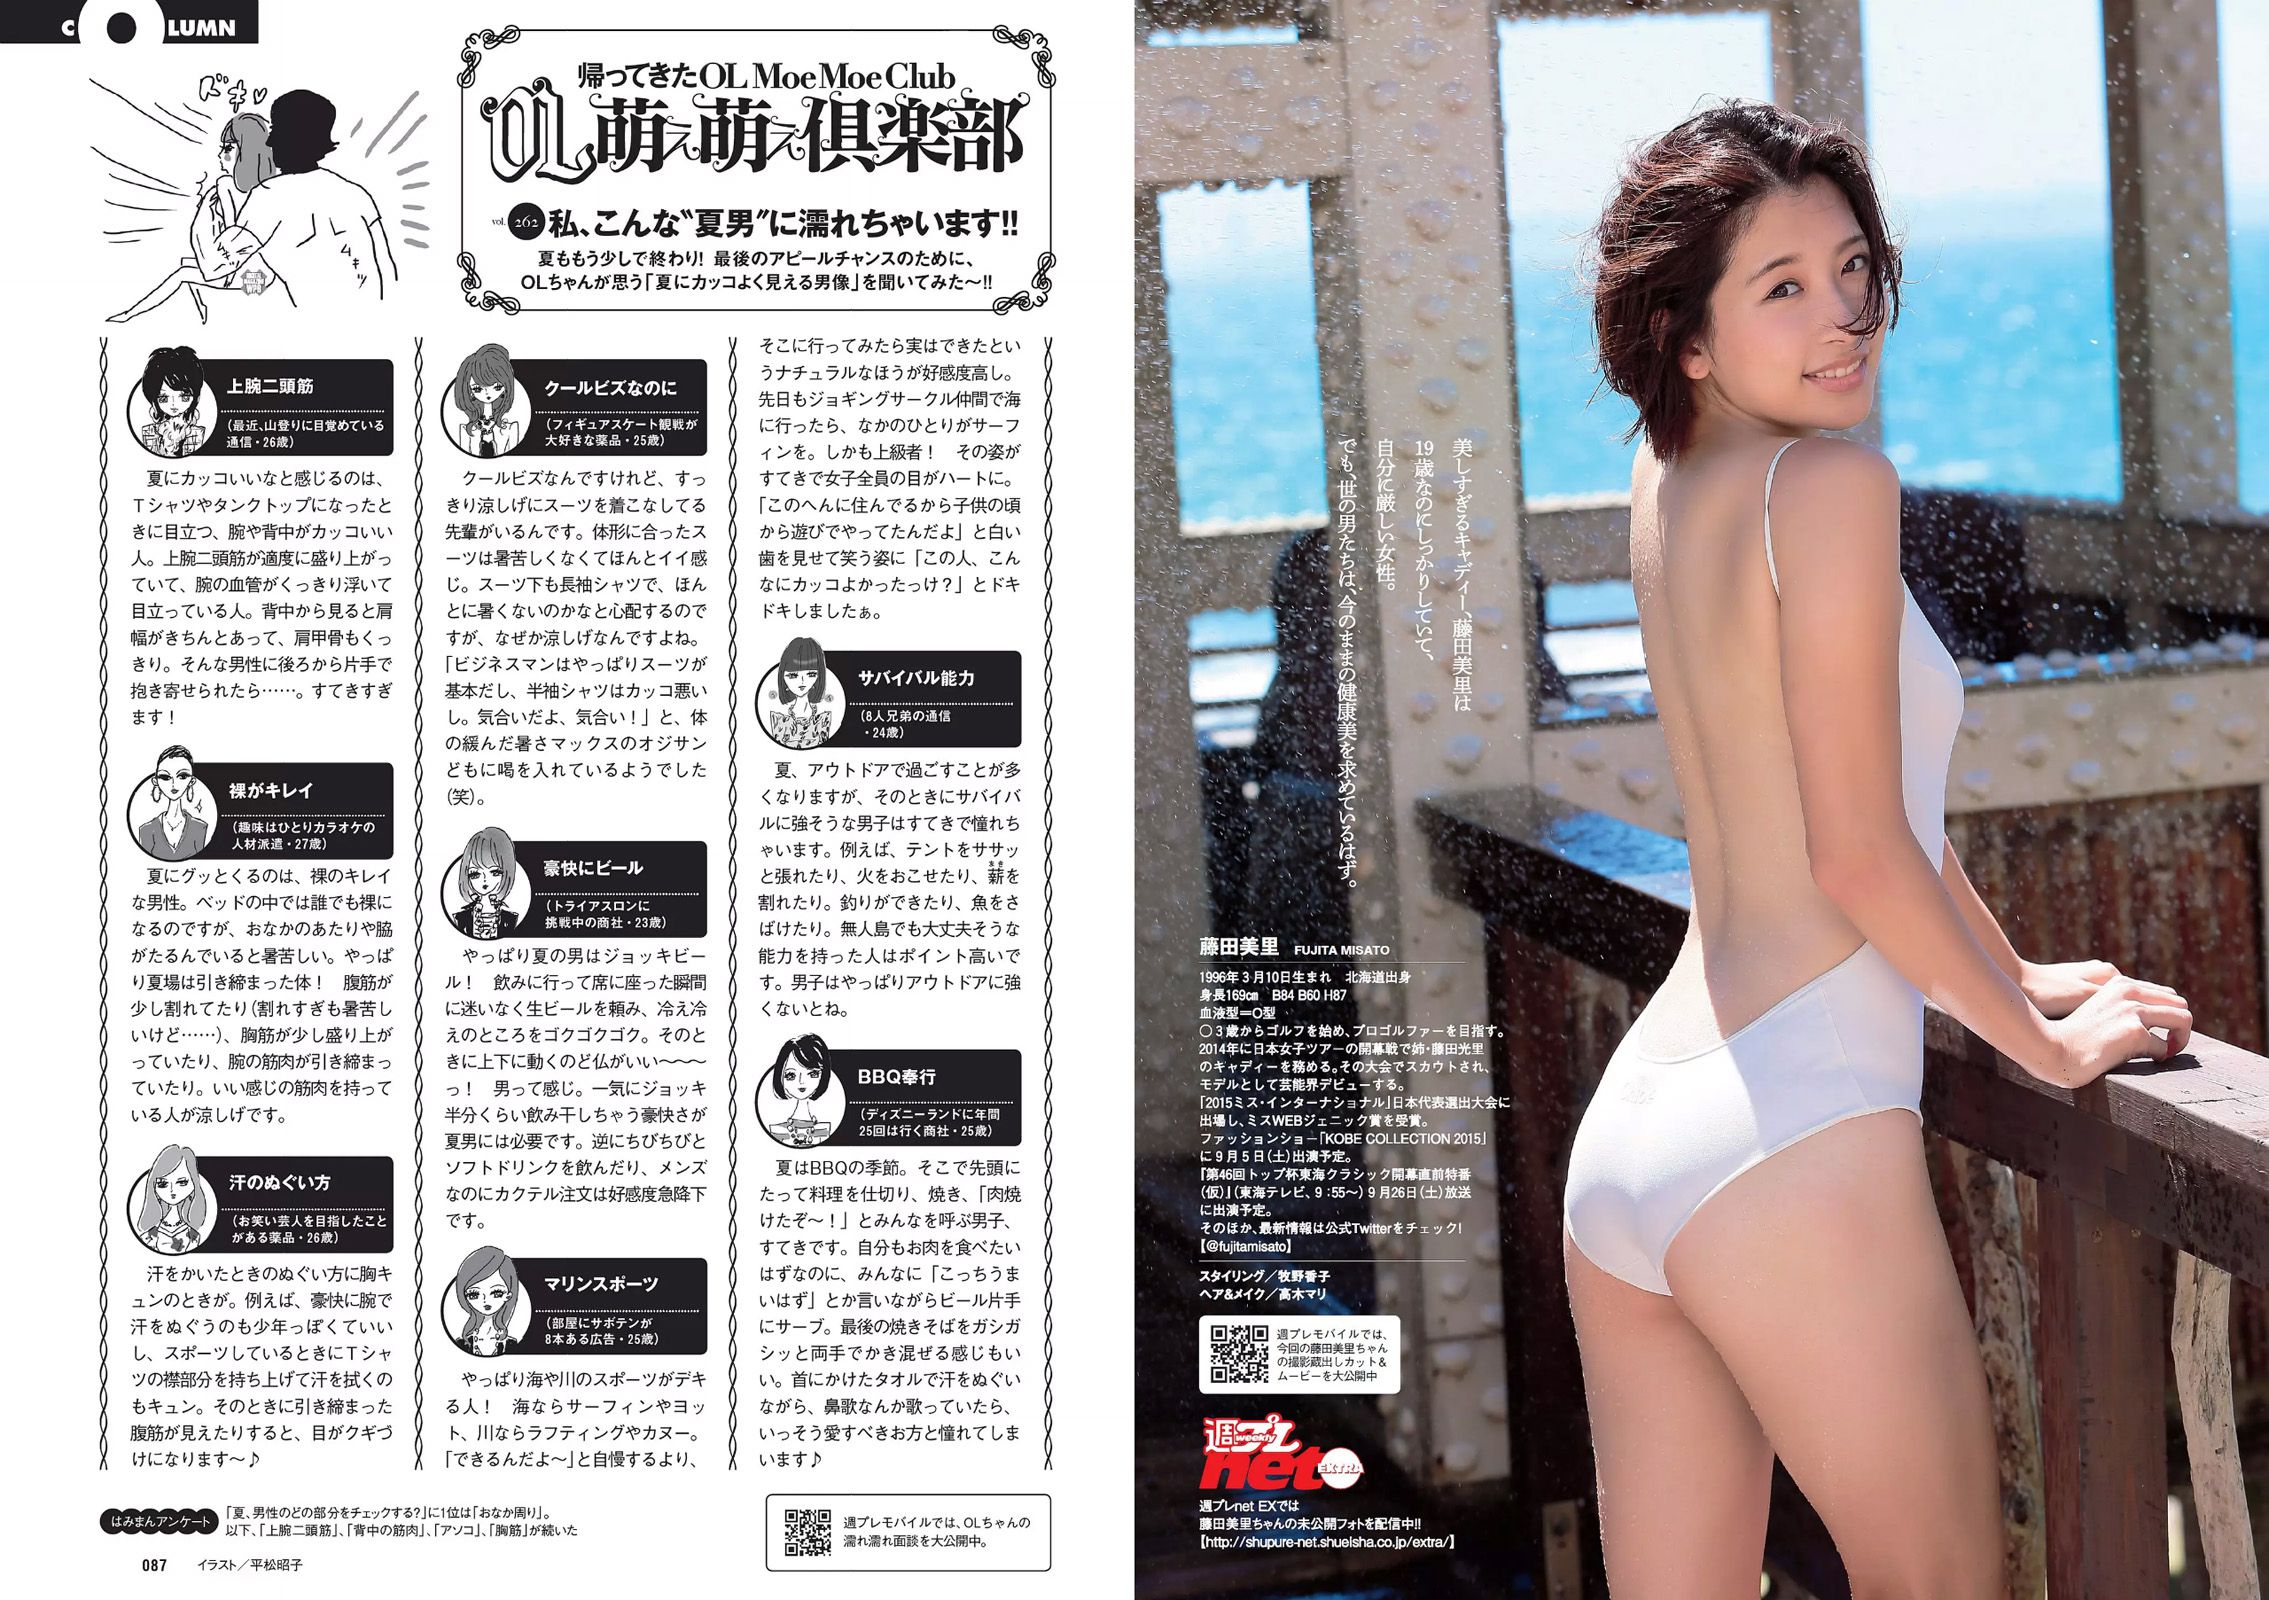 COLUMN
ドキッ♥
ムキッ
ムキッ
帰ってきたOL Moe Moe Club
OL萌え萌え倶楽部
vol. 262 私、こんな“夏男”に濡れちゃいます!!
夏ももう少しで終わり! 最後のアピールチャンスのために、
OLちゃんが思う「夏にカッコよく見える男像」を聞いてみた〜!!
上腕二頭筋
（最近、山登りに目覚めている
通信・26歳）
夏にカッコいいなと感じるのは、
Tシャツやタンクトップになったと
きに目立つ、腕や背中がカッコいい
人。上腕二頭筋が適度に盛り上がっ
ていて、腕の血管がくっきり浮いて
目立っている人。背中から見ると肩
幅がきちんとあって、肩甲骨もくっ
きり。そんな男性に後ろから片手で
抱き寄せられたら……。すてきすぎ
ます！
裸がキレイ
（趣味はひとりカラオケの
人材派遣・27歳）
夏にグッとくるのは、裸のキレイ
な男性。ベッドの中では誰でも裸に
なるのですが、おなかのあたりや脇
がたるんでいると暑苦しい。やっぱ
り夏場は引き締まった体！　腹筋が
少し割れてたり（割れすぎも暑苦し
いけど……）、胸筋が少し盛り上が
っていたり、腕の筋肉が引き締まっ
ていたり。いい感じの筋肉を持って
いる人が涼しげです。
汗のぬぐい方
（お笑い芸人を目指したこと
がある薬品・26歳）
汗をかいたときのぬぐい方に胸キ
ュンのときが。例えば、豪快に腕で
汗をぬぐうのも少年っぽくていい
し、スポーツしているときにTシャ
ツの襟部分を持ち上げて汗を拭くの
もキュン。そのときに引き締まった
腹筋が見えたりすると、目がクギづ
けになります〜♪
クールビズなのに
（フィギュアスケート観戦が
大好きな薬品・25歳）
クールビズなんですけれど、すっ
きり涼しげにスーツを着こなしてる
先輩がいるんです。体形に合ったス
ーツは暑苦しくなくてほんとイイ感
じ。スーツ下も長袖シャツで、ほん
とに暑くないのかなと心配するので
すが、なぜか涼しげなんですよね。
「ビジネスマンはやっぱりスーツが
基本だし、半袖シャツはカッコ悪い
し。気合いだよ、気合い！」と、体
の緩んだ暑さマックスのオジサン
どもに喝を入れているようでした
（笑）。
豪快にビール
（トライアスロンに
挑戦中の商社・23歳）
やっぱり夏の男はジョッキビー
ル！　飲みに行って席に座った瞬間
に迷いなく生ビールを頼み、冷え冷
えのところをゴクゴクゴク。そのと
きに上下に動くのど仏がいい〜〜〜
っ！　男って感じ。一気にジョッキ
半分くらい飲み干しちゃう豪快さが
夏男には必要です。逆にちびちびと
ソフトドリンクを飲んだり、メンズ
なのにカクテル注文は好感度急降下
です。
マリンスポーツ
（部屋にサボテンが
8本ある広告・25歳）
やっぱり海や川のスポーツがデキ
る人！　海ならサーフィンやヨッ
ト、川ならラフティングやカヌー。
「できるんだよ〜」と自慢するより、
そこに行ってみたら実はできたとい
うナチュラルなほうが好感度高し。
先日もジョギングサークル仲間で海
に行ったら、なかのひとりがサーフ
ィンを。しかも上級者！　その姿が
すてきで女子全員の目がハートに。
「このへんに住んでるから子供の頃
から遊びでやってたんだよ」と白い
歯を見せて笑う姿に「この人、こん
なにカッコよかったっけ？」とドキ
ドキしましたぁ。
サバイバル能力
（8人兄弟の通信
・24歳）
夏、アウトドアで過ごすことが多
くなりますが、そのときにサバイバ
ルに強そうな男子はすてきで憧れち
ゃいます。例えば、テントをササッ
と張れたり、火をおこせたり、薪を
まき
割れたり。釣りができたり、魚をさ
ばけたり。無人島でも大丈夫そうな
能力を持った人はポイント高いで
す。男子はやっぱりアウトドアに強
くないとね。
BBQ奉行
（ディズニーランドに年間
25回は行く商社・25歳）
夏はBBQの季節。そこで先頭に
たって料理を仕切り、焼き、「肉焼
けたぞ〜！」とみんなを呼ぶ男子、
すてきです。自分もお肉を食べたい
はずなのに、みんなに「こっちうま
いはず」とか言いながらビール片手
にサーブ。最後の焼きそばをガシガ
シッと両手でかき混ぜる感じもい
い。首にかけたタオルで汗をぬぐい
ながら、鼻歌なんか歌っていたら、
いっそう愛すべきお方と憧れてしま
います♪
はみまんアンケート
「夏、男性のどの部分をチェックする?」に1位は「おなか周り」。
以下、「上腕二頭筋」、「背中の筋肉」、「アソコ」、「胸筋」が続いた
週プレモバイルでは、OLちゃんの
濡れ濡れ面談を大公開中。
087
イラスト／平松昭子
美しすぎるキャディー、藤田美里は
19歳なのにしっかりしていて、
自分に厳しい女性。
でも、世の男たちは、今のままの健康美を求めているはず。
藤田美里 FUJITA MISATO
1996年3月10日生まれ　北海道出身
身長169㎝　B84 B60 H87
血液型＝O型
○3歳からゴルフを始め、プロゴルファーを目指す。
2014年に日本女子ツアーの開幕戦で姉・藤田光里
のキャディーを務める。その大会でスカウトされ、
モデルとして芸能界デビューする。
「2015ミス・インターナショナル」日本代表選出大会に
出場し、ミスWEBジェニック賞を受賞。
ファッションショー「KOBE COLLECTION 2015」
に9月5日（土）出演予定。
『第46回トップ杯東海クラシック開幕直前特番
（仮）』（東海テレビ、9：55〜）9月26日（土）放送
に出演予定。
そのほか、最新情報は公式Twitterをチェック!
【@fujitamisato】
スタイリング／牧野香子
ヘア&メイク／高木マリ
週プレモバイルでは、
今回の藤田美里ちゃん
の撮影蔵出しカット＆
ムービーを大公開中
週プレ weekly
net EXTRA
週プレnet EXでは
藤田美里ちゃんの未公開フォトを配信中!!
【http://shupure-net.shueisha.co.jp/extra/】